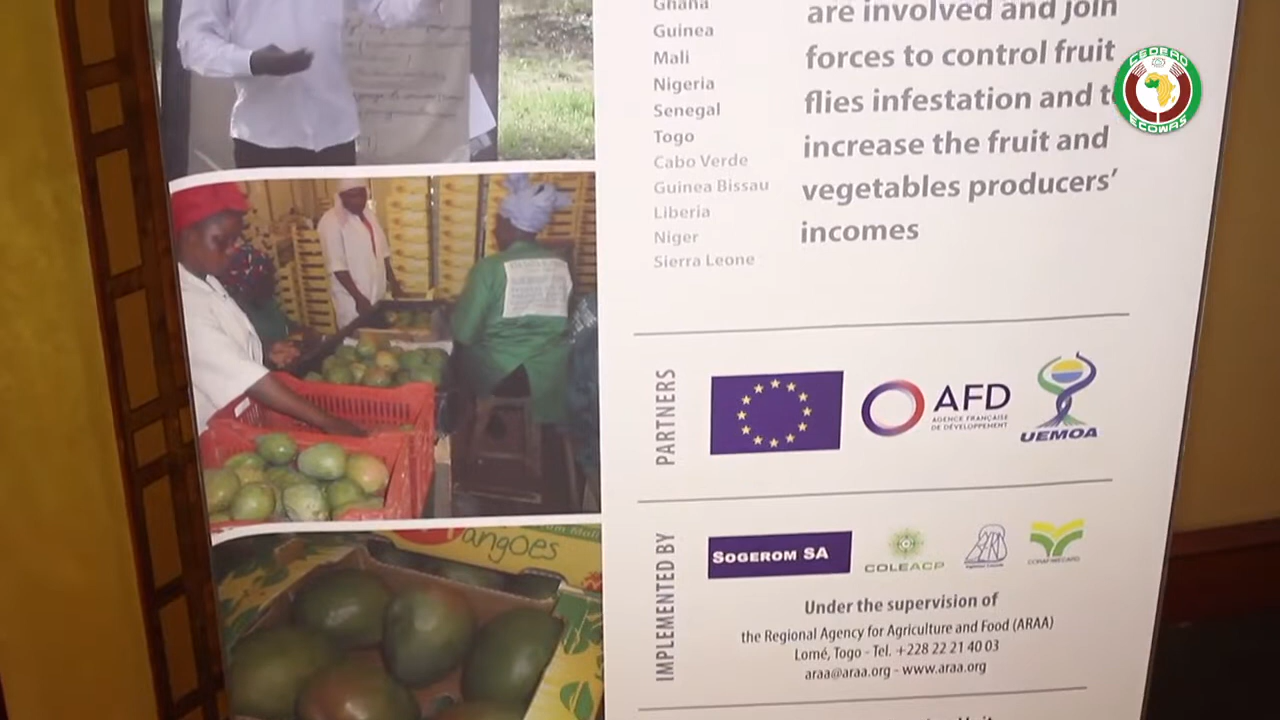 Ghana
Guinea
Mali
Nigeria
Senegal
Togo
Cabo Verde
Guinea Bissau
Liberia
Niger
Sierra Leone
are involved and join
forces to control fruit
flies infestation and t
increase the fruit and
vegetables producers’
incomes
CEDEAO
ECOWAS
PARTNERS
AFD
AGENCE FRANÇAISE
DE DÉVELOPPEMENT
UEMOA
IMPLEMENTED BY
SOGEROM SA
COLEACP
Under the supervision of
the Regional Agency for Agriculture and Food (ARAA)
Lomé, Togo - Tel. +228 22 21 40 03
araa@araa.org - www.araa.org
angoes